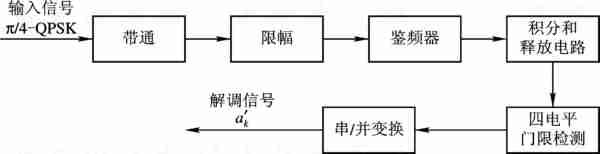 输入信号
π/4-QPSK
带通
限幅
鉴频器
积分和
释放电路
四电平
门限检测
串/并变换
解调信号
a′k